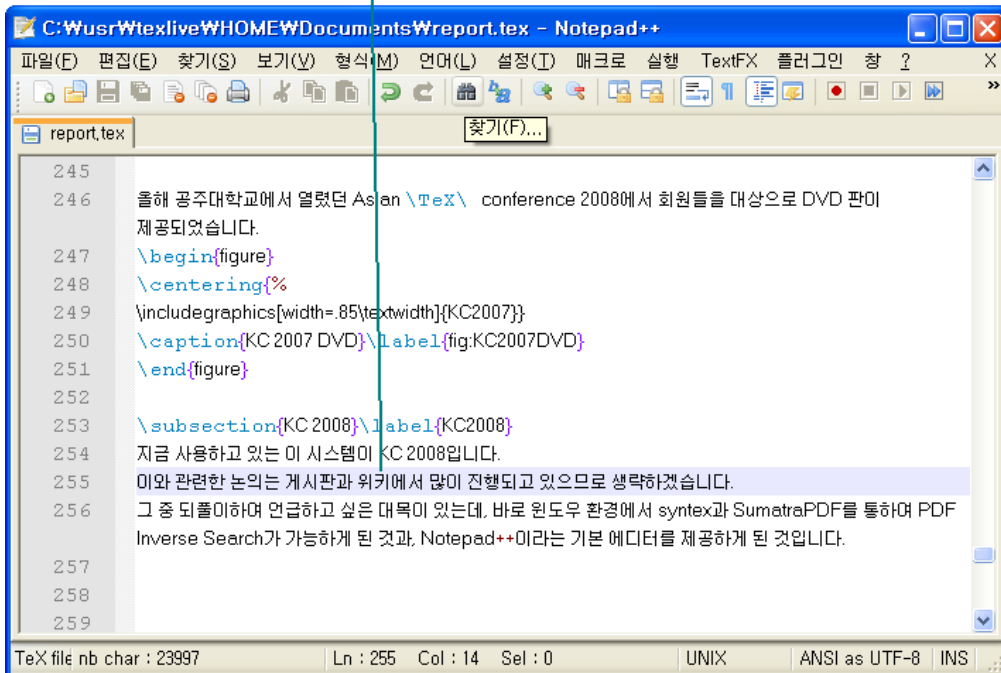 C:₩usr₩texlive₩HOME₩Documents₩report.tex - Notepad++
파일(F) 편집(E) 찾기(S) 보기(V) 형식(M) 언어(L) 설정(T) 매크로 실행 TextFX 플러그인 창 ? X
찾기(F)...
report.tex
245
246 올해 공주대학교에서 열렸던 Asian \TeX\ conference 2008에서 회원들을 대상으로 DVD 판이
제공되었습니다.
247 \begin{figure}
248 \centering{%
249 \includegraphics[width=.85\textwidth]{KC2007}}
250 \caption{KC 2007 DVD}\label{fig:KC2007DVD}
251 \end{figure}
252
253 \subsection{KC 2008}\label{KC2008}
254 지금 사용하고 있는 이 시스템이 KC 2008입니다.
255 이와 관련한 논의는 게시판과 위키에서 많이 진행되고 있으므로 생략하겠습니다.
256 그 중 되풀이하여 언급하고 싶은 대목이 있는데, 바로 윈도우 환경에서 syntex과 SumatraPDF를 통하여 PDF
Inverse Search가 가능하게 된 것과, Notepad++이라는 기본 에디터를 제공하게 된 것입니다.
257
258
259
TeX file nb char : 23997 Ln : 255 Col : 14 Sel : 0 UNIX ANSI as UTF-8 INS